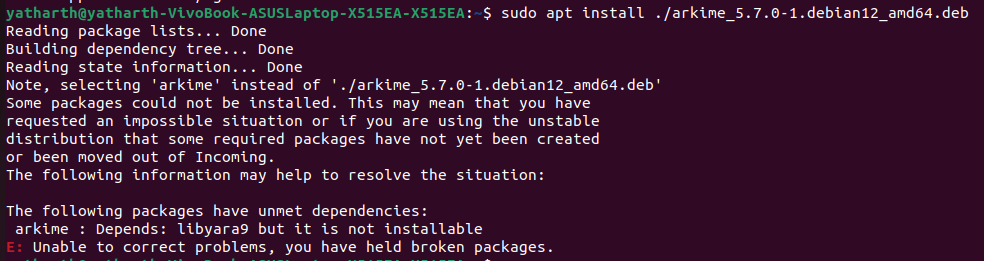 yatharth@yatharth-VivoBook-ASUSLaptop-X515EA-X515EA:~$ sudo apt install ./arkime_5.7.0-1.debian12_amd64.deb
Reading package lists... Done
Building dependency tree... Done
Reading state information... Done
Note, selecting 'arkime' instead of './arkime_5.7.0-1.debian12_amd64.deb'
Some packages could not be installed. This may mean that you have
requested an impossible situation or if you are using the unstable
distribution that some required packages have not yet been created
or been moved out of Incoming.
The following information may help to resolve the situation:

The following packages have unmet dependencies:
 arkime : Depends: libyara9 but it is not installable
E: Unable to correct problems, you have held broken packages.